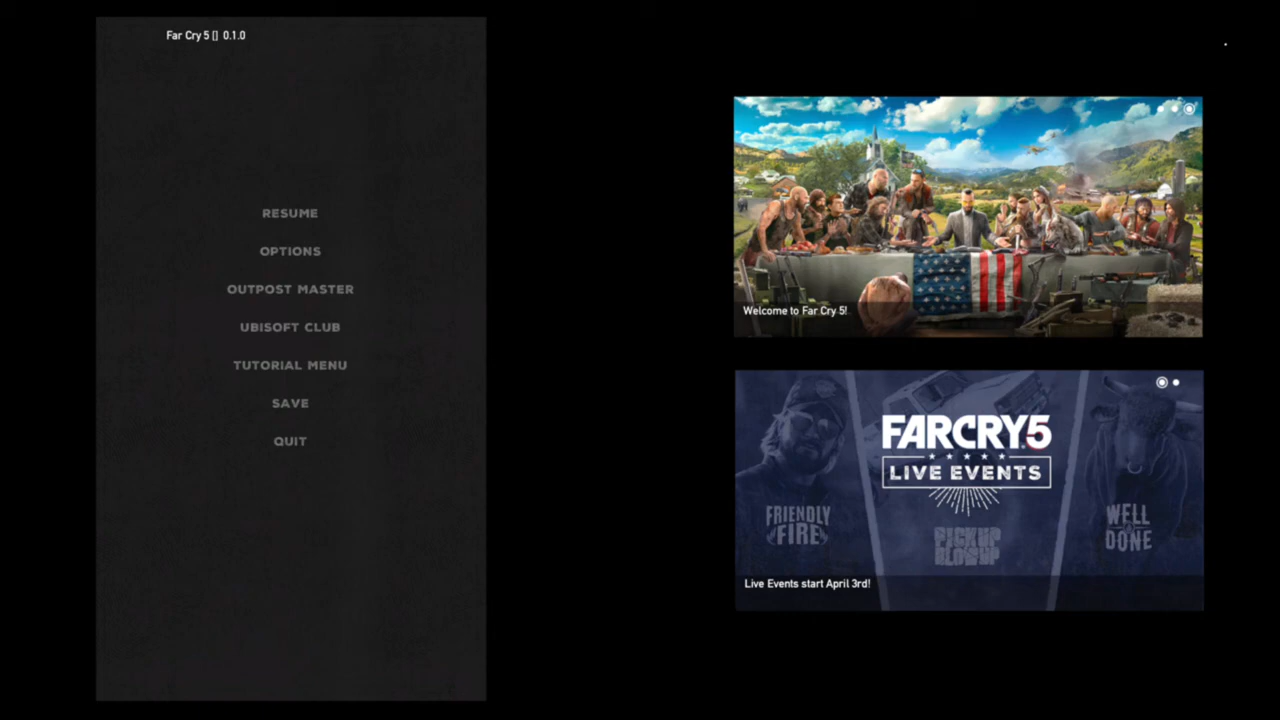 Far Cry 5 [] 0.1.0
RESUME
OPTIONS
OUTPOST MASTER
UBISOFT CLUB
TUTORIAL MENU
SAVE
QUIT
Welcome to Far Cry 5!
FARCRY5
LIVE EVENTS
FRIENDLY
FIRE
PICKUP
BLOWUP
WELL
DONE
Live Events start April 3rd!